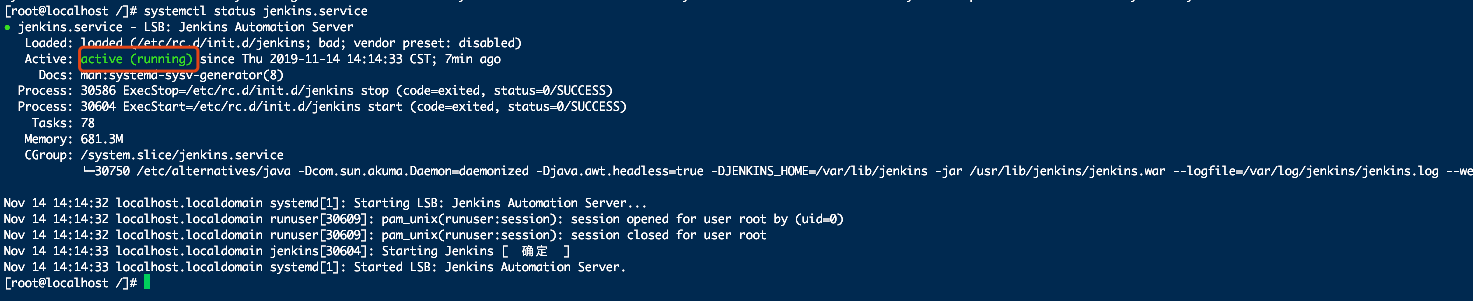 [root@localhost /]# systemctl status jenkins.service
● jenkins.service - LSB: Jenkins Automation Server
Loaded: loaded (/etc/rc.d/init.d/jenkins; bad; vendor preset: disabled)
Active: active (running) since Thu 2019-11-14 14:14:33 CST; 7min ago
Docs: man:systemd-sysv-generator(8)
Process: 30586 ExecStop=/etc/rc.d/init.d/jenkins stop (code=exited, status=0/SUCCESS)
Process: 30604 ExecStart=/etc/rc.d/init.d/jenkins start (code=exited, status=0/SUCCESS)
Tasks: 78
Memory: 681.3M
CGroup: /system.slice/jenkins.service
└─30750 /etc/alternatives/java -Dcom.sun.akuma.Daemon=daemonized -Djava.awt.headless=true -DJENKINS_HOME=/var/lib/jenkins -jar /usr/lib/jenkins/jenkins.war --logfile=/var/log/jenkins/jenkins.log --we
Nov 14 14:14:32 localhost.localdomain systemd[1]: Starting LSB: Jenkins Automation Server...
Nov 14 14:14:32 localhost.localdomain runuser[30609]: pam_unix(runuser:session): session opened for user root by (uid=0)
Nov 14 14:14:32 localhost.localdomain runuser[30609]: pam_unix(runuser:session): session closed for user root
Nov 14 14:14:33 localhost.localdomain jenkins[30604]: Starting Jenkins [ 确定 ]
Nov 14 14:14:33 localhost.localdomain systemd[1]: Started LSB: Jenkins Automation Server.
[root@localhost /]#